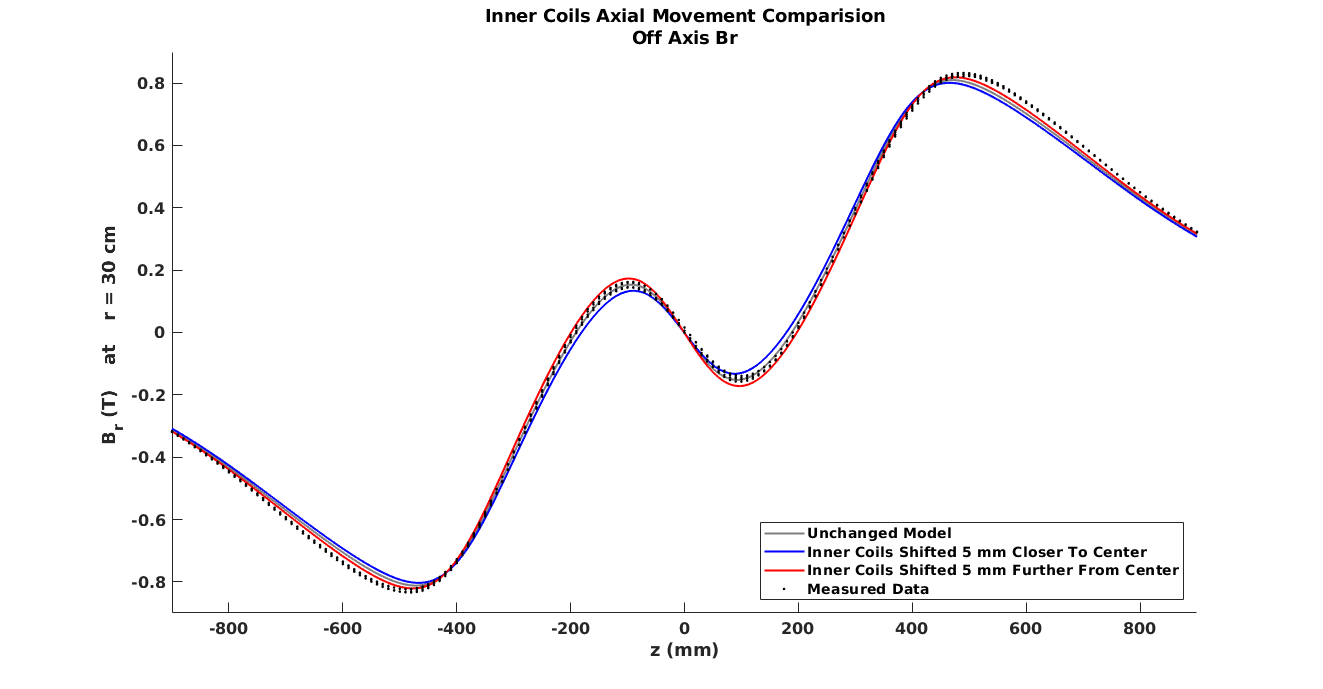 Inner Coils Axial Movement Comparision
Off Axis Br
0.8
0.6
0.4
0.2
0
-0.2
-0.4
-0.6
-0.8
B_r (T) at r = 30 cm
-800
-600
-400
-200
0
200
400
600
800
z (mm)
Unchanged Model
Inner Coils Shifted 5 mm Closer To Center
Inner Coils Shifted 5 mm Further From Center
Measured Data